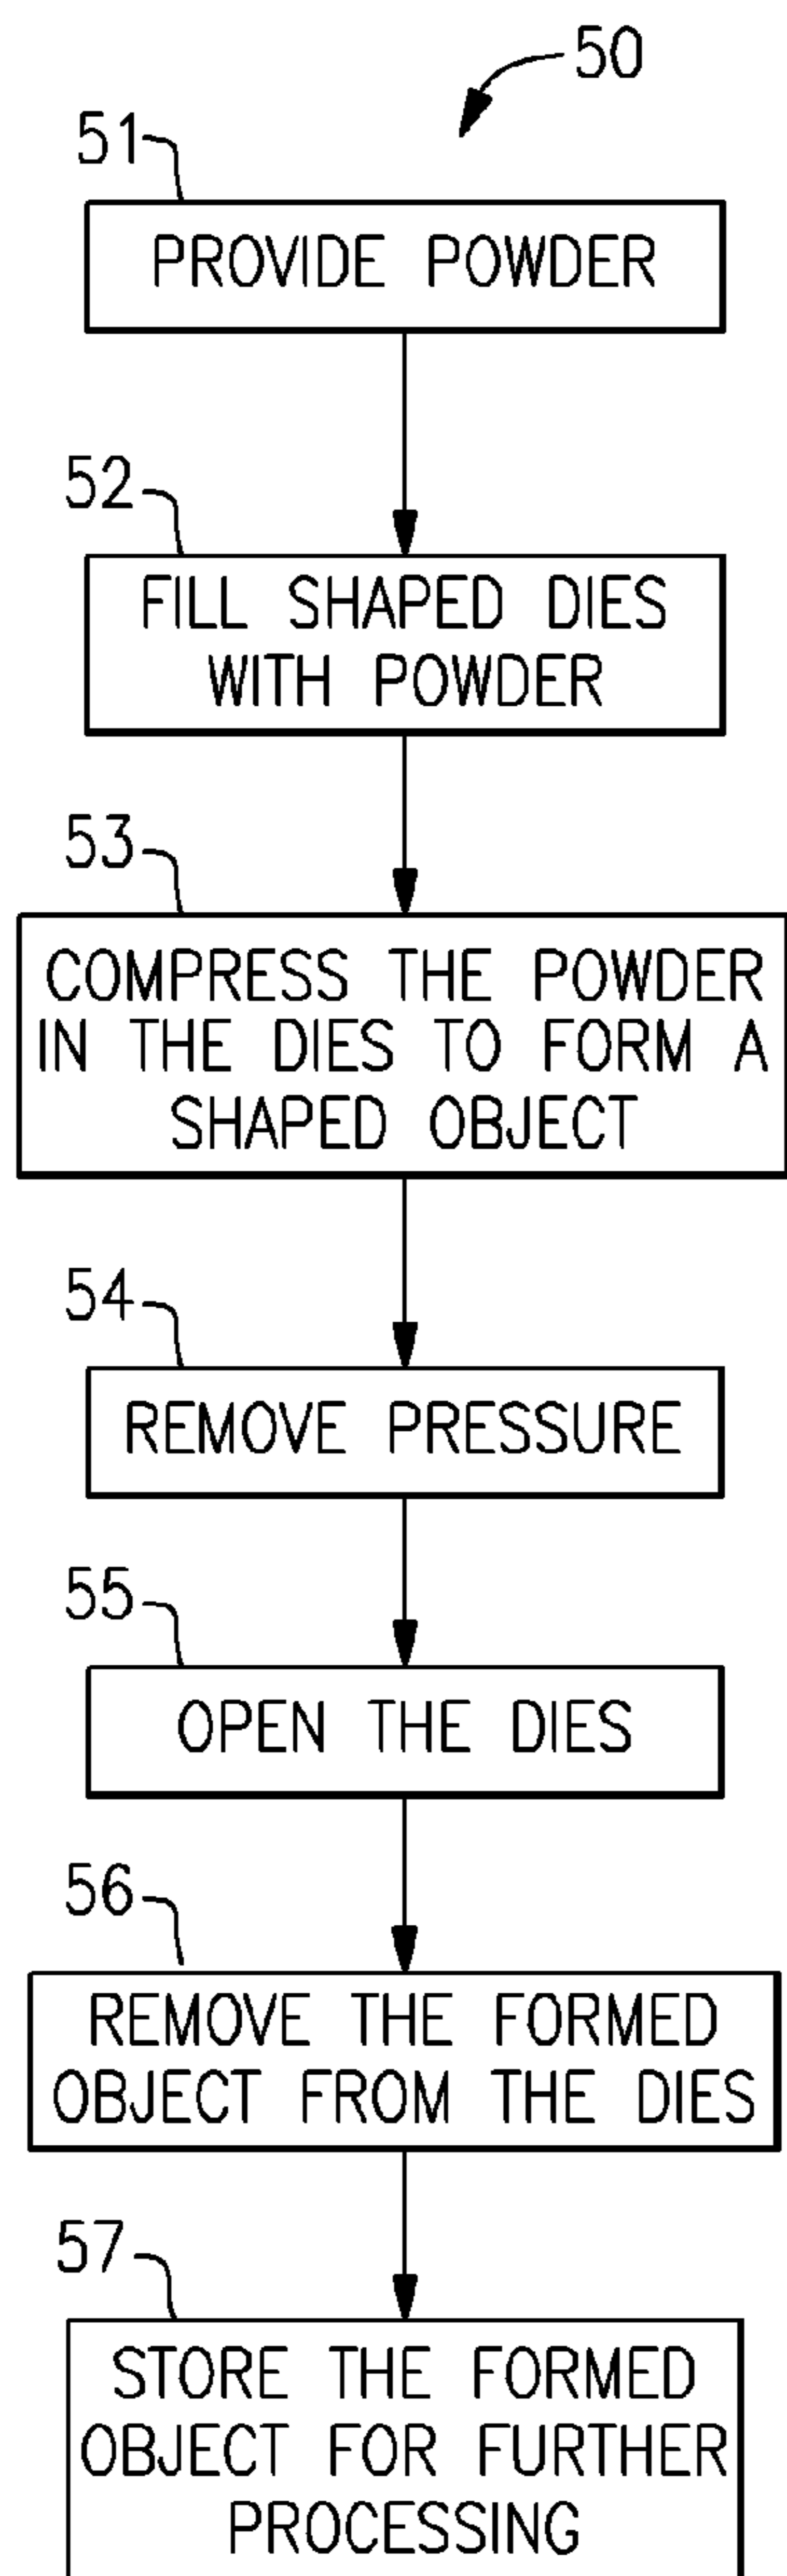 50
51
PROVIDE POWDER
52
FILL SHAPED DIES
WITH POWDER
53
COMPRESS THE POWDER
IN THE DIES TO FORM A
SHAPED OBJECT
54
REMOVE PRESSURE
55
OPEN THE DIES
56
REMOVE THE FORMED
OBJECT FROM THE DIES
57
STORE THE FORMED
OBJECT FOR FURTHER
PROCESSING